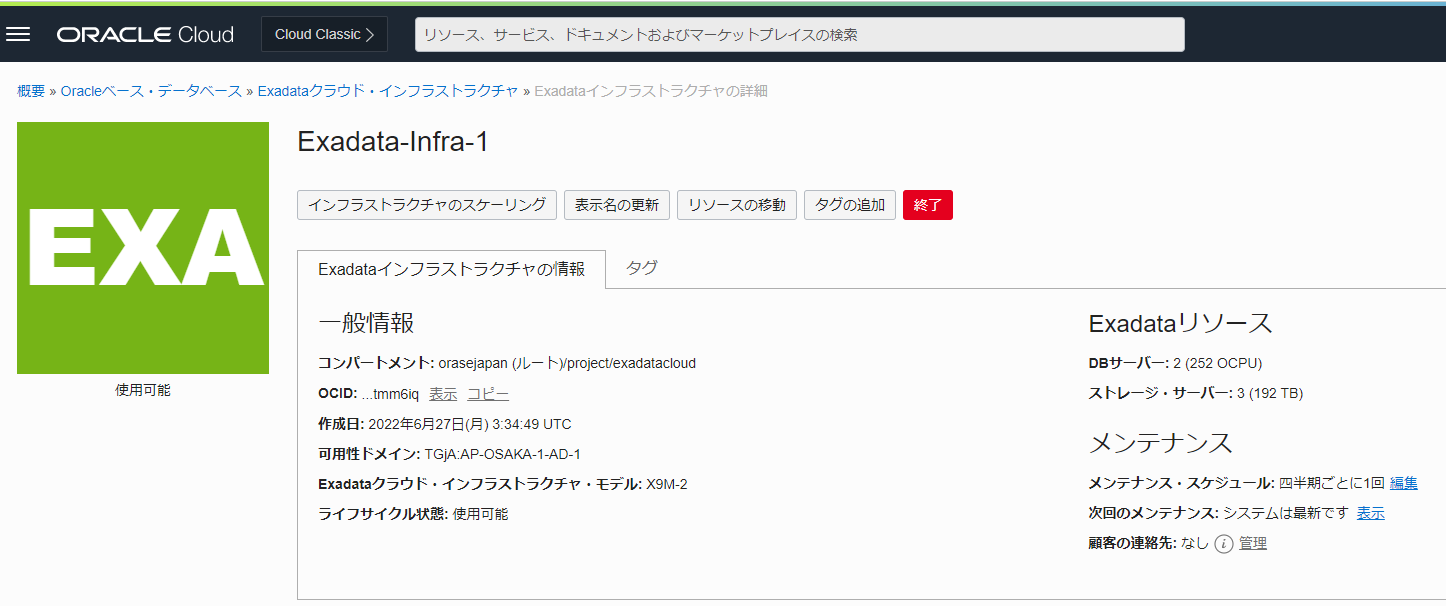 ORACLE Cloud Cloud Classic リソース、サービス、ドキュメントおよびマーケットプレイスの検索
概要 » Oracleベース・データベース » Exadataクラウド・インフラストラクチャ » Exadataインフラストラクチャの詳細
EXA
使用可能
Exadata-Infra-1
インフラストラクチャのスケーリング 表示名の更新 リソースの移動 タグの追加 終了
Exadataインフラストラクチャの情報 タグ
一般情報
コンパートメント: orasejapan (ルート)/project/exadatacloud
OCID: ...tmm6iq 表示 コピー
作成日: 2022年6月27日(月) 3:34:49 UTC
可用性ドメイン: TGjA:AP-OSAKA-1-AD-1
Exadataクラウド・インフラストラクチャ・モデル: X9M-2
ライフサイクル状態: 使用可能
Exadataリソース
DBサーバー: 2 (252 OCPU)
ストレージ・サーバー: 3 (192 TB)
メンテナンス
メンテナンス・スケジュール: 四半期ごとに1回 編集
次回のメンテナンス: システムは最新です 表示
顧客の連絡先: なし i 管理